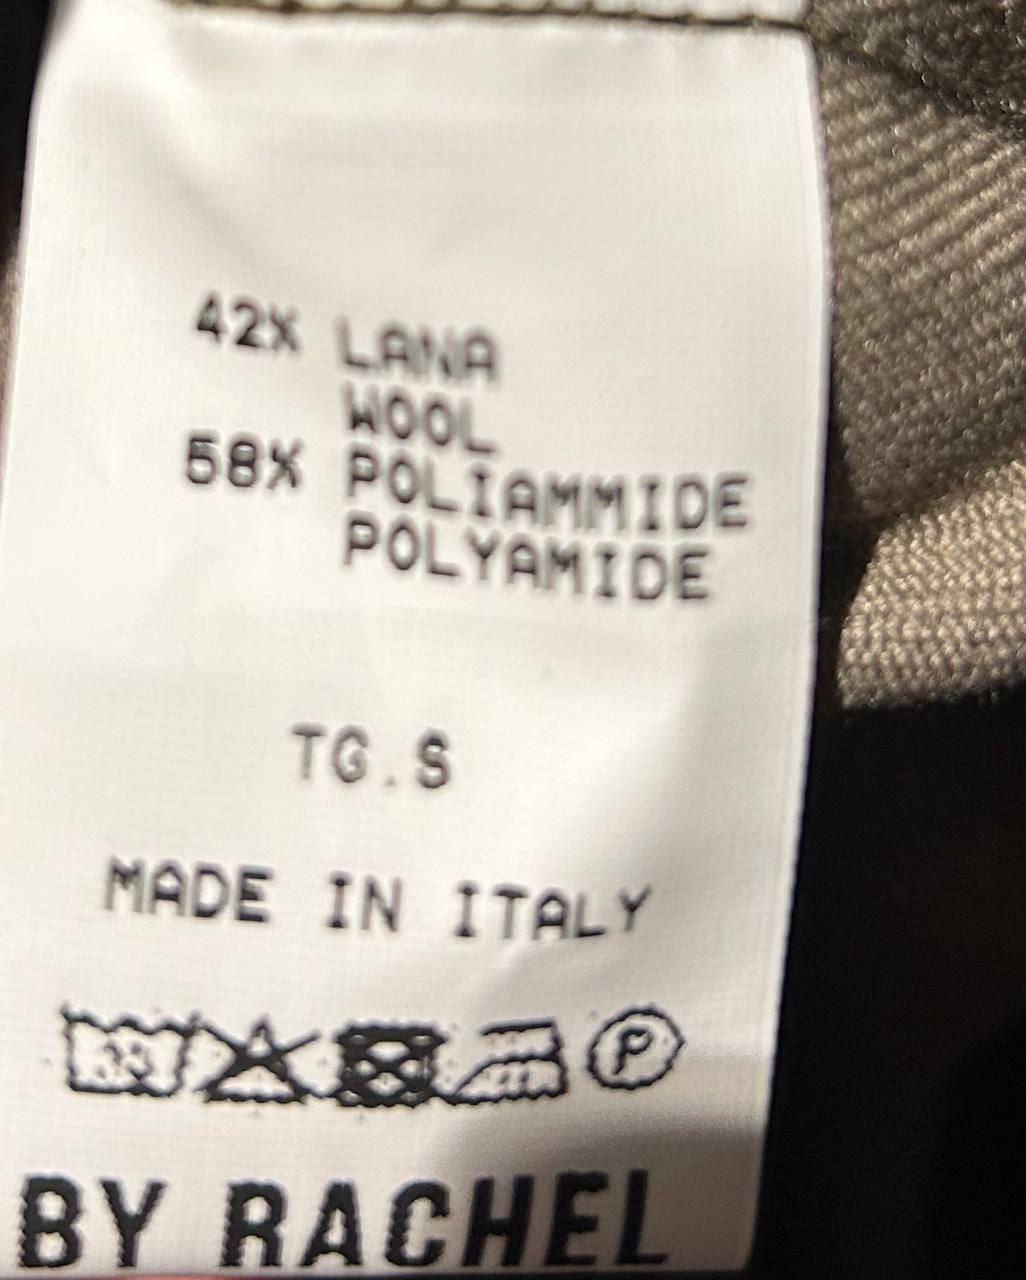 42% LANA
WOOL
58% POLIAMMIDE
POLYAMIDE
TG.S
MADE IN ITALY
P
BY RACHEL